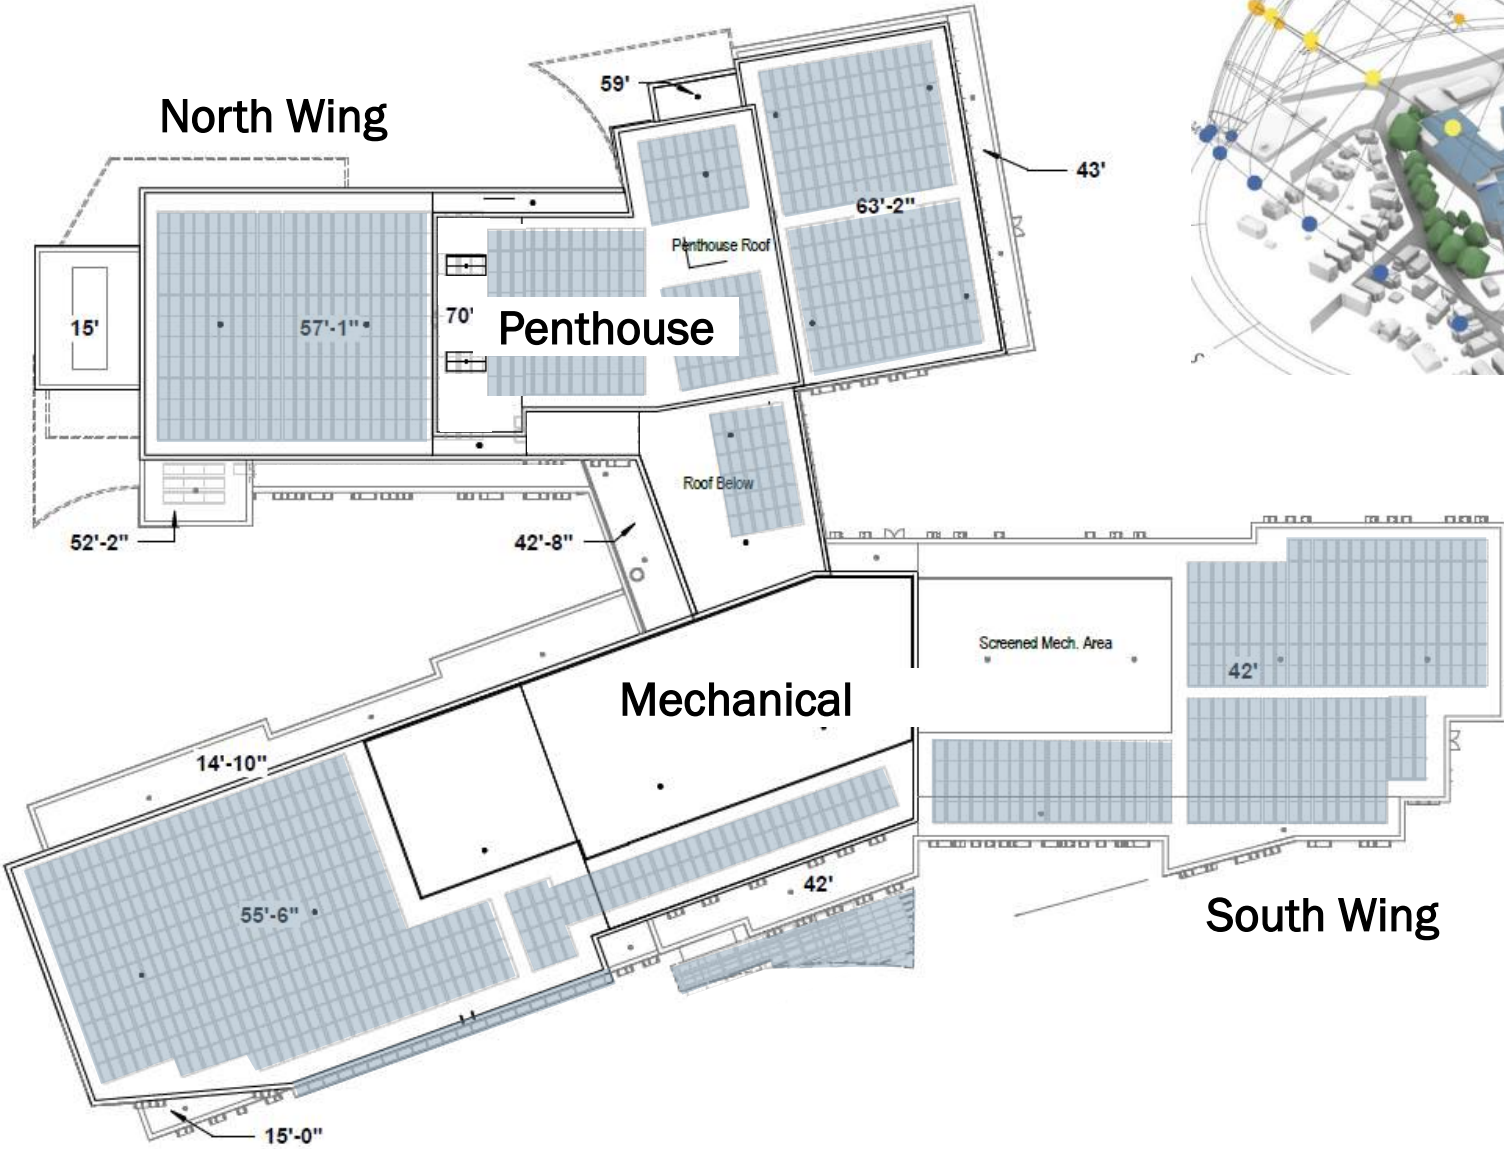 59'
North Wing
43'
63'-2"
Penthouse Roof
15'
57'-1"
70'
Penthouse
Roof Below
52'-2"
42'-8"
Screened Mech. Area
42'
Mechanical
14'-10"
42'
55'-6"
South Wing
15'-0"